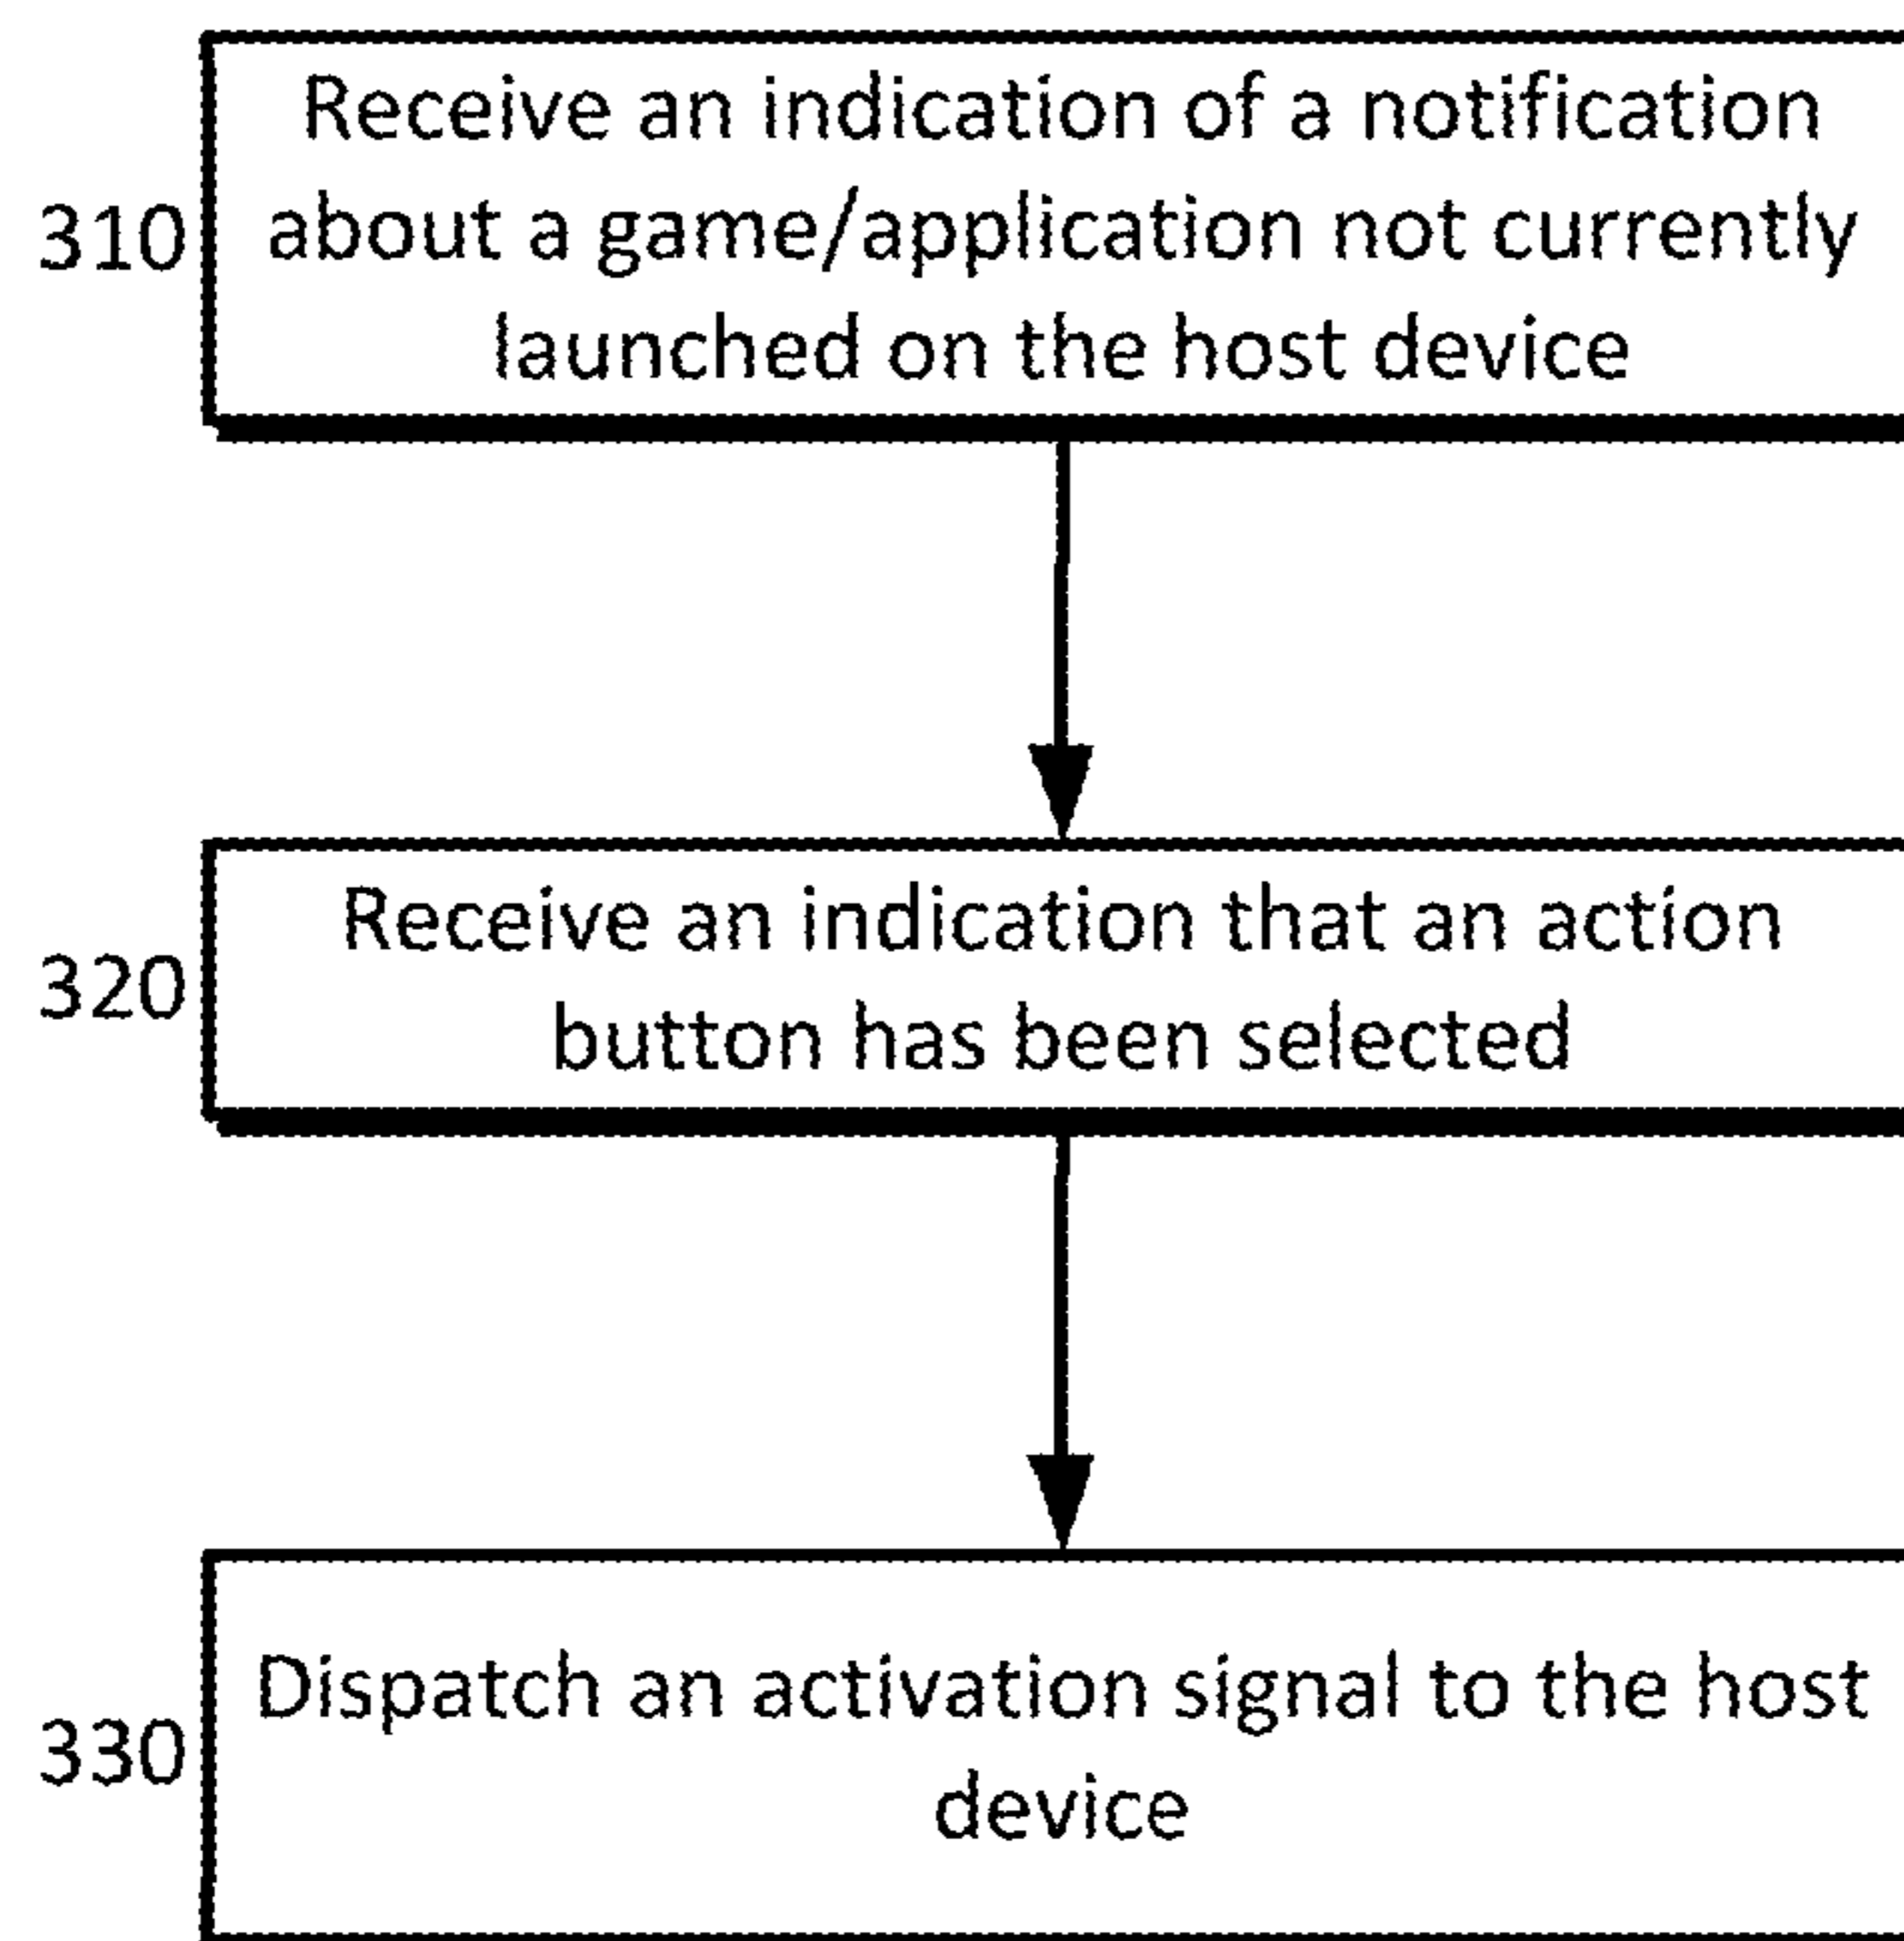 Receive an indication of a notification
about a game/application not currently
launched on the host device
310
Receive an indication that an action
button has been selected
320
Dispatch an activation signal to the host
device
330